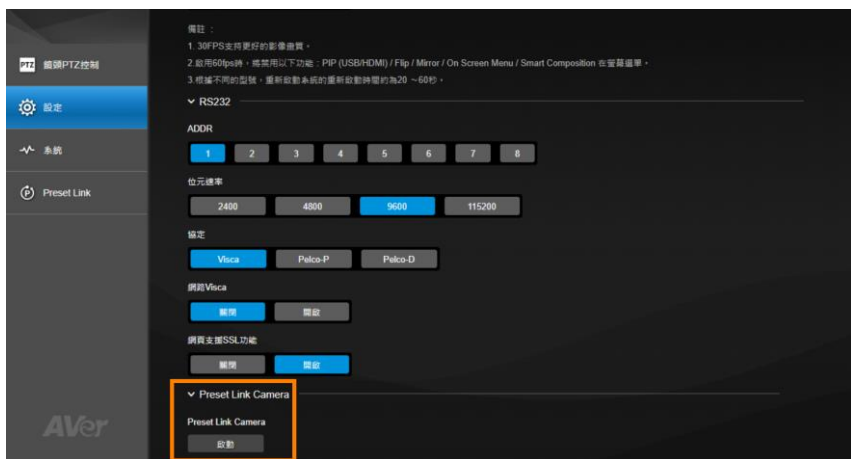 備註：
1. 30FPS支持更好的影像畫質。
2.啟用60fps時，將禁用以下功能：PIP (USB/HDMI) / Flip / Mirror / On Screen Menu / Smart Composition 在螢幕選單。
3.根據不同的型號，重新啟動系統的重新啟動時間約為20 ~60秒。
PTZ 鏡頭PTZ控制
設定
系統
Preset Link
RS232
ADDR
1 2 3 4 5 6 7 8
位元速率
2400 4800 9600 115200
協定
Visca Pelco-P Pelco-D
網路Visca
關閉 開啟
網頁支援SSL功能
關閉 開啟
Preset Link Camera
Preset Link Camera
啟動
AVer